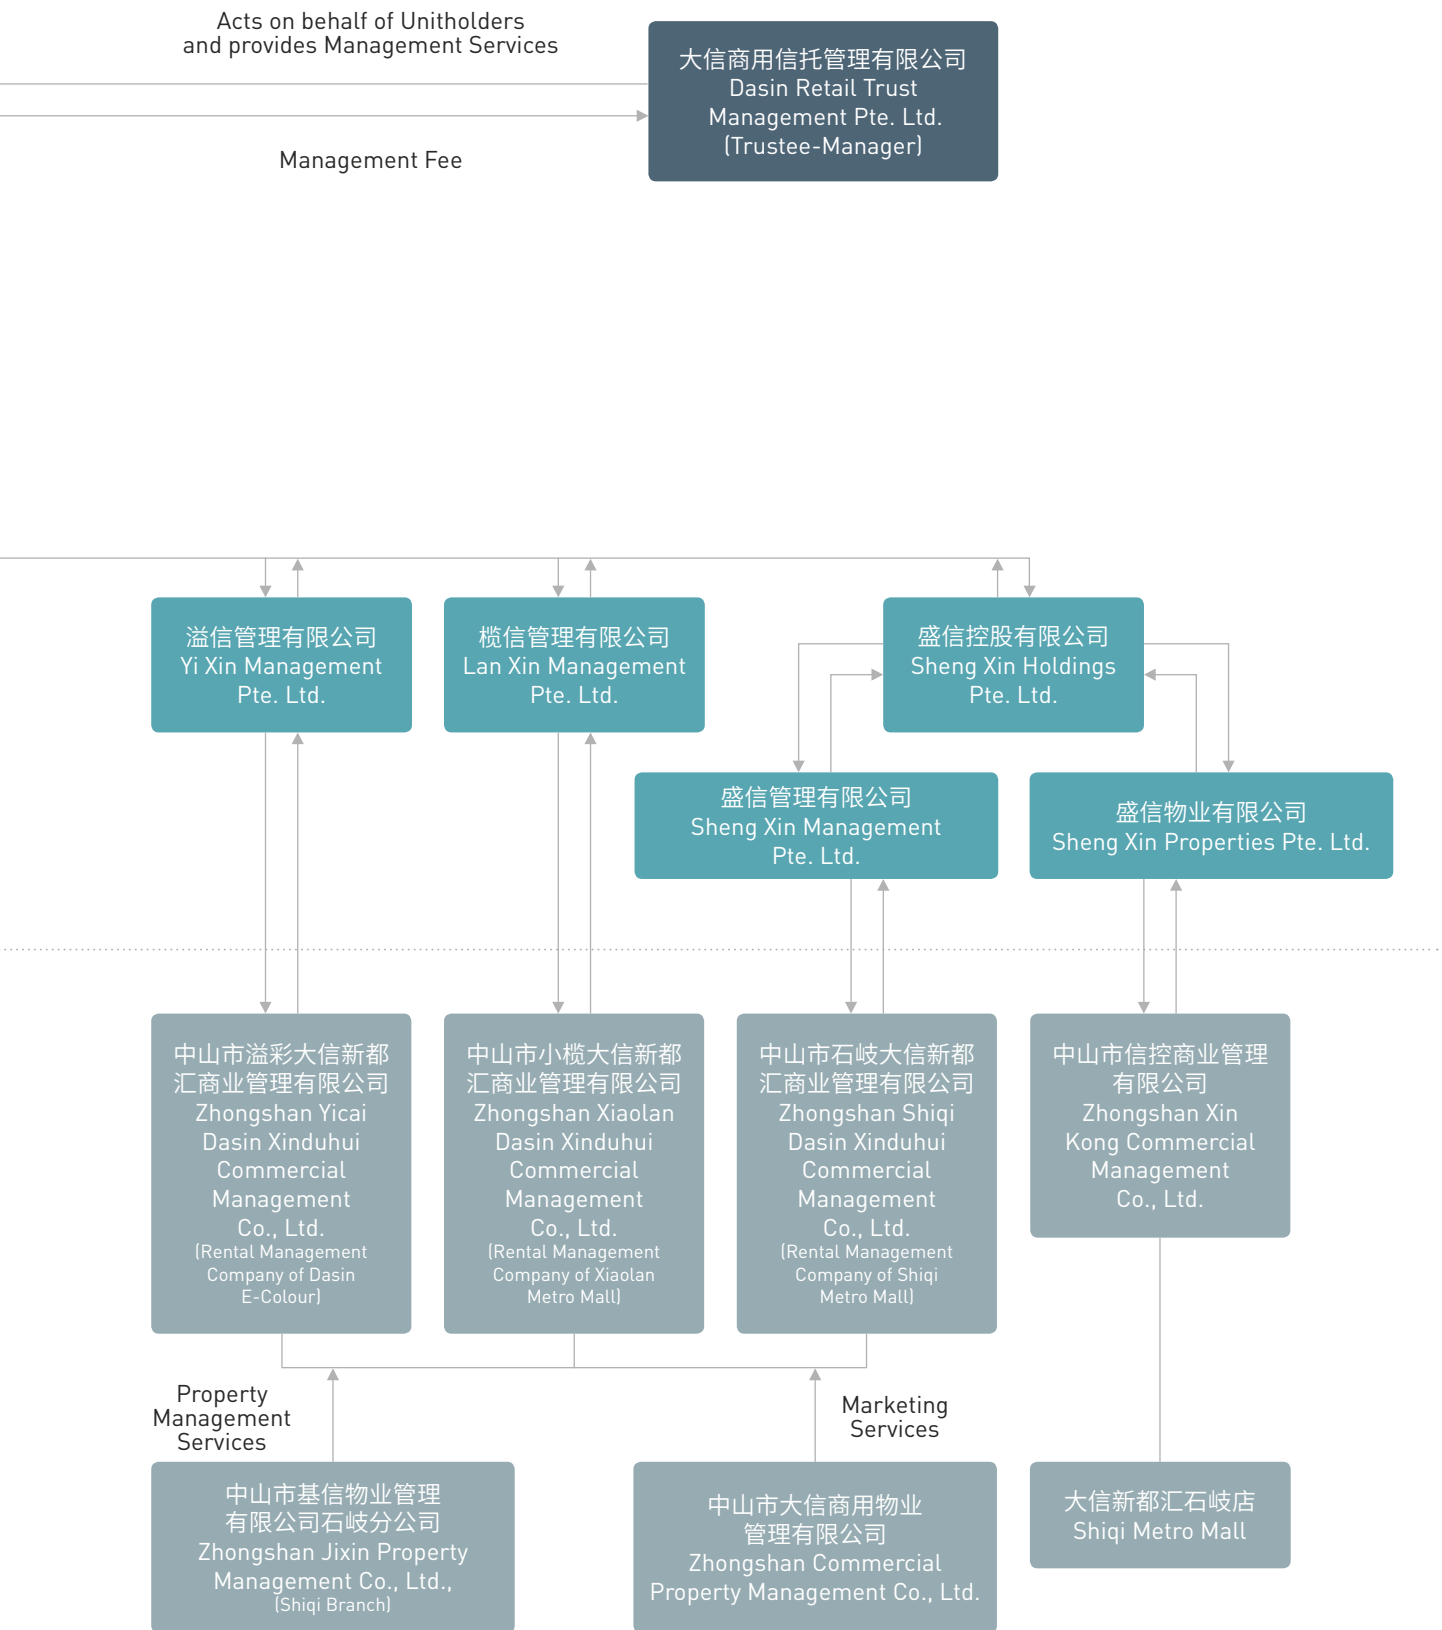 Acts on behalf of Unitholders
and provides Management Services
大信商用信托管理有限公司
Dasin Retail Trust
Management Pte. Ltd.
(Trustee-Manager)
Management Fee
溢信管理有限公司
Yi Xin Management
Pte. Ltd.
榄信管理有限公司
Lan Xin Management
Pte. Ltd.
盛信控股有限公司
Sheng Xin Holdings
Pte. Ltd.
盛信管理有限公司
Sheng Xin Management
Pte. Ltd.
盛信物业有限公司
Sheng Xin Properties Pte. Ltd.
中山市溢彩大信新都
汇商业管理有限公司
Zhongshan Yicai
Dasin Xinduhui
Commercial
Management
Co., Ltd.
(Rental Management
Company of Dasin
E-Colour)
中山市小榄大信新都
汇商业管理有限公司
Zhongshan Xiaolan
Dasin Xinduhui
Commercial
Management
Co., Ltd.
(Rental Management
Company of Xiaolan
Metro Mall)
中山市石岐大信新都
汇商业管理有限公司
Zhongshan Shiqi
Dasin Xinduhui
Commercial
Management
Co., Ltd.
(Rental Management
Company of Shiqi
Metro Mall)
中山市信控商业管理
有限公司
Zhongshan Xin
Kong Commercial
Management
Co., Ltd.
Property
Management
Services
Marketing
Services
中山市基信物业管理
有限公司石岐分公司
Zhongshan Jixin Property
Management Co., Ltd.,
(Shiqi Branch)
中山市大信商用物业
管理有限公司
Zhongshan Commercial
Property Management Co., Ltd.
大信新都汇石岐店
Shiqi Metro Mall